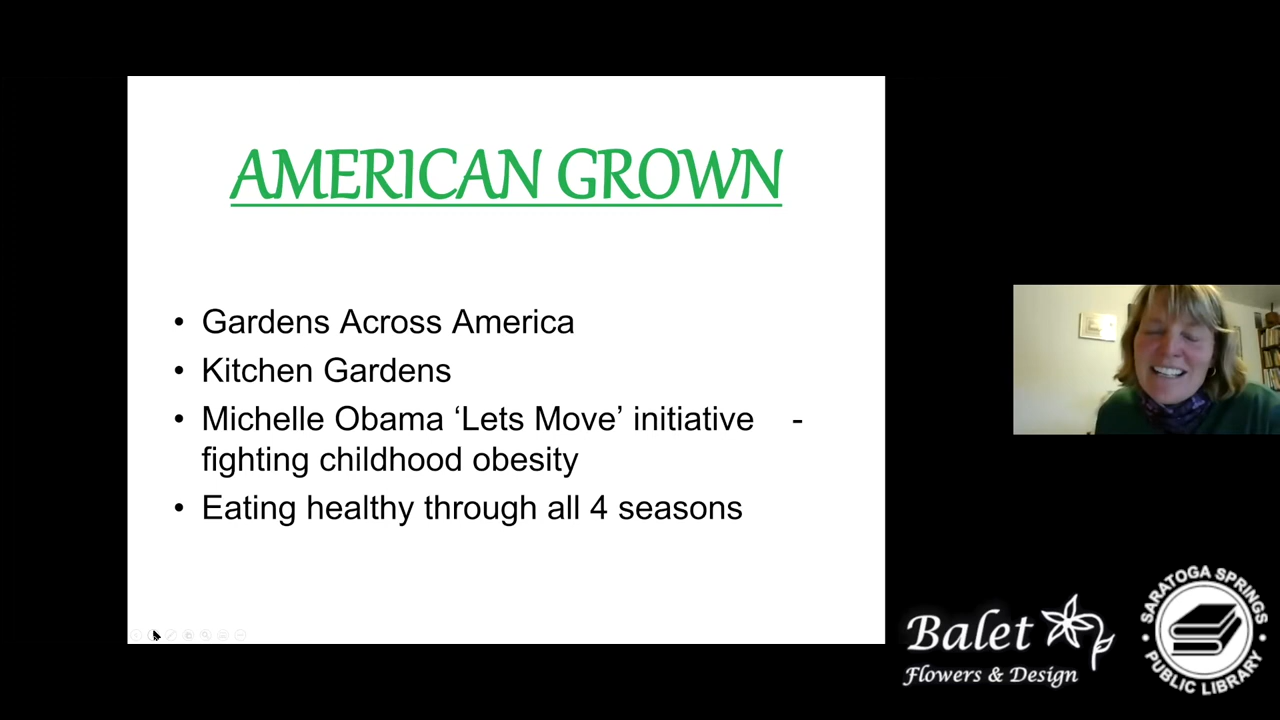 AMERICAN GROWN
• Gardens Across America
• Kitchen Gardens
• Michelle Obama ‘Lets Move’ initiative -
fighting childhood obesity
• Eating healthy through all 4 seasons
Balet
Flowers & Design
SARATOGA SPRINGS
• PUBLIC LIBRARY •